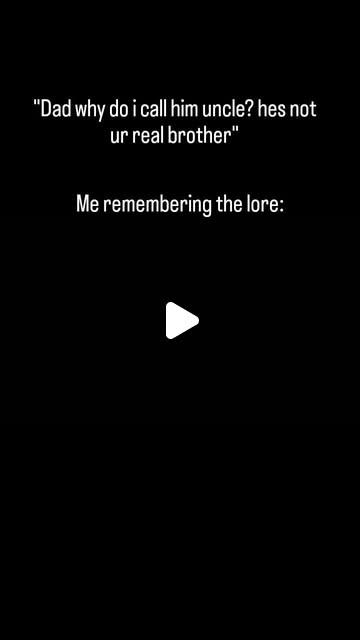 "Dad why do i call him uncle? hes not
ur real brother"
Me remembering the lore: